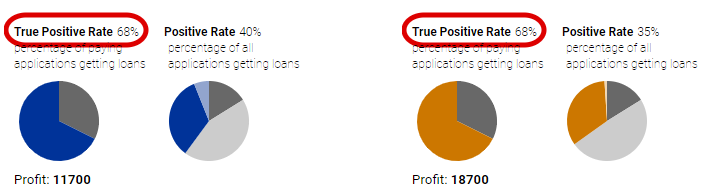 True Positive Rate 68%
percentage of paying
applications getting loans
Positive Rate 40%
percentage of all
applications getting loans
Profit: 11700
True Positive Rate 68%
percentage of paying
applications getting loans
Positive Rate 35%
percentage of all
applications getting loans
Profit: 18700